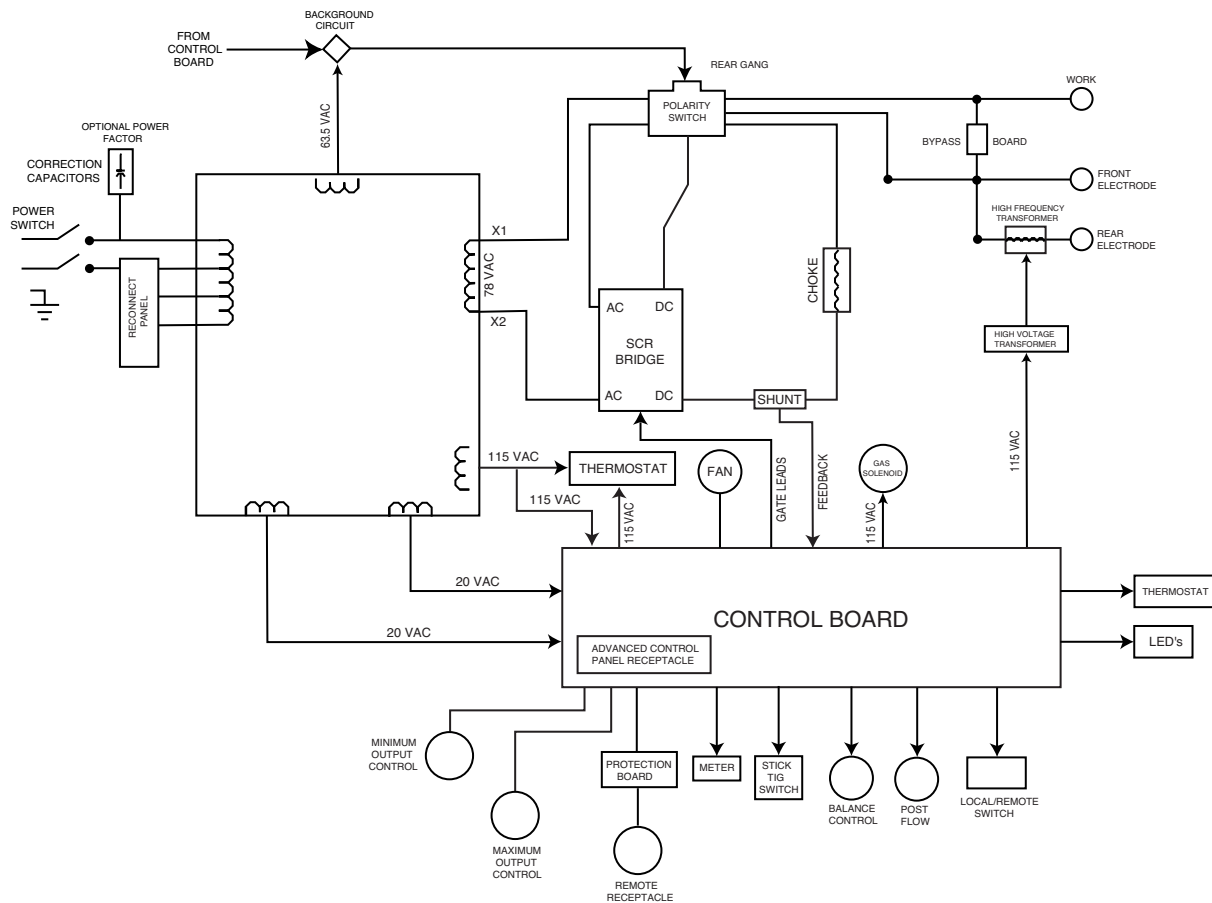 BACKGROUND
CIRCUIT
FROM
CONTROL
BOARD
REAR GANG
POLARITY
SWITCH
WORK
63.5 VAC
OPTIONAL POWER
FACTOR
CORRECTION
CAPACITORS
BYPASS
BOARD
FRONT
ELECTRODE
POWER
SWITCH
HIGH FREQUENCY
TRANSFORMER
REAR
ELECTRODE
X1
78 VAC
X2
RECONNECT
PANEL
CHOKE
AC
DC
SCR
BRIDGE
AC
DC
HIGH VOLTAGE
TRANSFORMER
SHUNT
115 VAC
THERMOSTAT
115 VAC
115 VAC
FAN
GATE LEADS
FEEDBACK
GAS
SOLENOID
115 VAC
115 VAC
20 VAC
20 VAC
CONTROL BOARD
ADVANCED CONTROL
PANEL RECEPTACLE
THERMOSTAT
LED's
MINIMUM
OUTPUT
CONTROL
MAXIMUM
OUTPUT
CONTROL
PROTECTION
BOARD
REMOTE
RECEPTACLE
METER
STICK
TIG
SWITCH
BALANCE
CONTROL
POST
FLOW
LOCAL/REMOTE
SWITCH